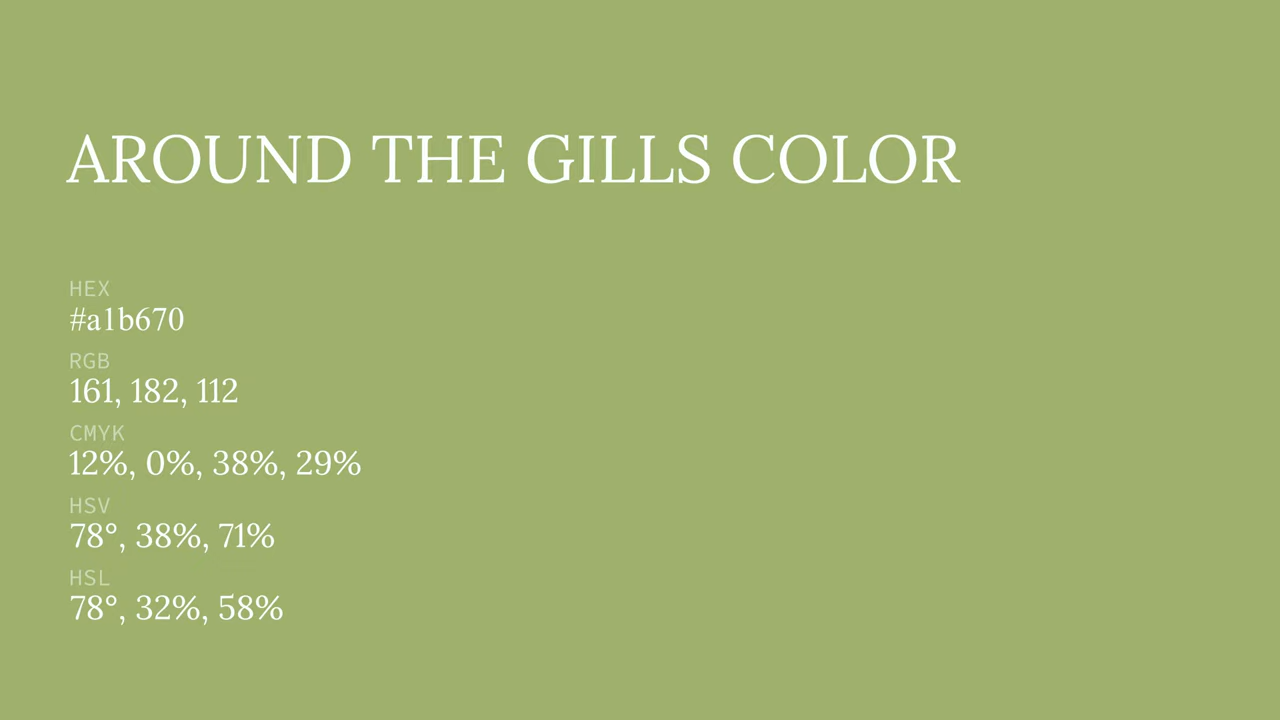 AROUND THE GILLS COLOR
HEX
#a1b670
RGB
161, 182, 112
CMYK
12%, 0%, 38%, 29%
HSV
78°, 38%, 71%
HSL
78°, 32%, 58%